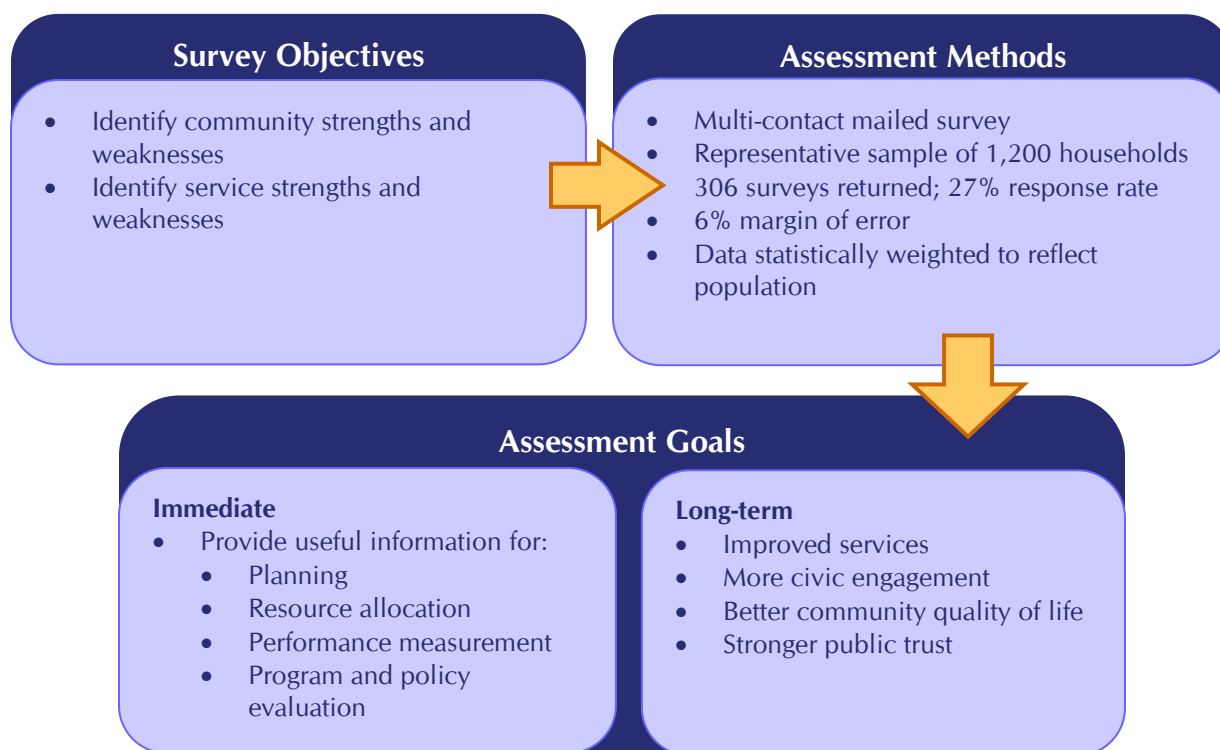 Survey Objectives
• Identify community strengths and
weaknesses
• Identify service strengths and
weaknesses
Assessment Methods
• Multi-contact mailed survey
• Representative sample of 1,200 households
• 306 surveys returned; 27% response rate
• 6% margin of error
• Data statistically weighted to reflect
population
Assessment Goals
Immediate
• Provide useful information for:
• Planning
• Resource allocation
• Performance measurement
• Program and policy
evaluation
Long-term
• Improved services
• More civic engagement
• Better community quality of life
• Stronger public trust